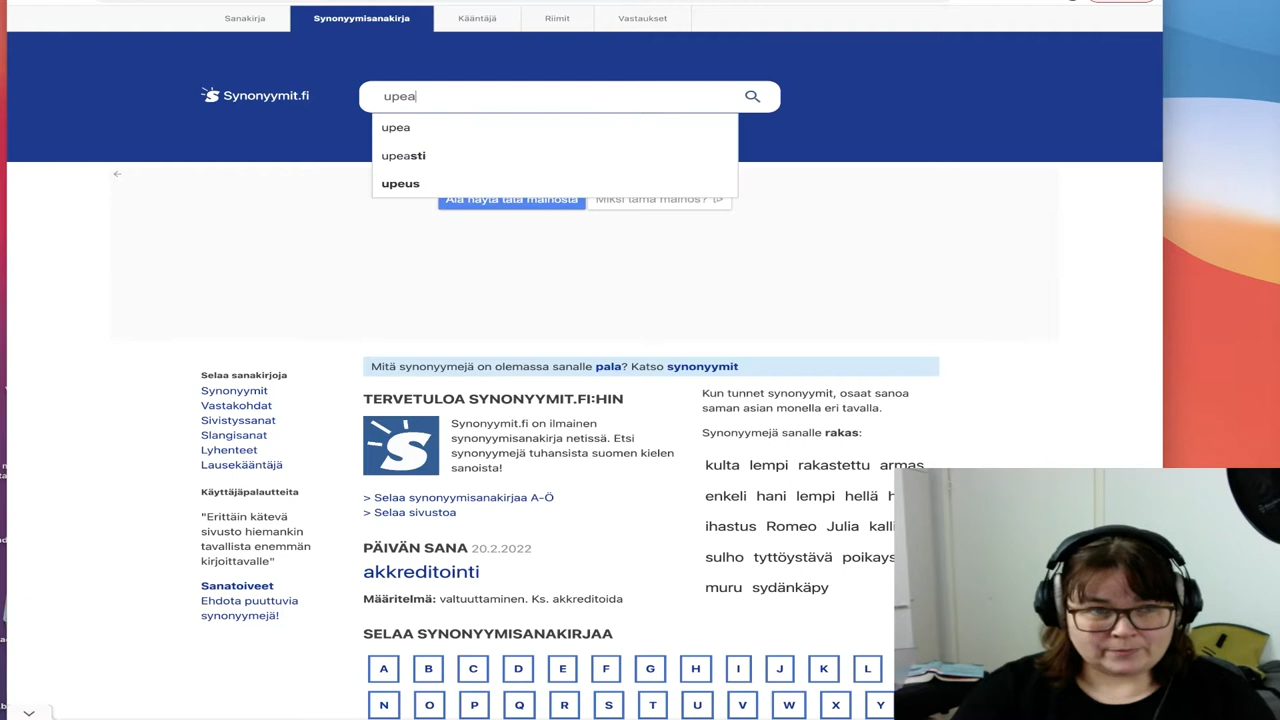 Sanakirja
Synonyymisanakirja
Kääntäjä
Riimit
Vastaukset
Synonyymit.fi
upea
upea
upeasti
upeus
Älä näytä tätä mainosta
Miksi tämä mainos?
Selaa sanakirjoja
Synonyymit
Vastakohdat
Sivistyssanat
Slangisanat
Lyhenteet
Lausekääntäjä
Käyttäjäpalautteita
"Erittäin kätevä
sivusto hiemankin
tavallista enemmän
kirjoittavalle"
Sanatoiveet
Ehdota puuttuvia
synonyymejä!
Mitä synonyymejä on olemassa sanalle pala? Katso synonyymit
TERVETULOA SYNONYYMIT.FI:HIN
Synonyymit.fi on ilmainen
synonyymisanakirja netissä. Etsi
synonyymejä tuhansista suomen kielen
sanoista!
> Selaa synonyymisanakirjaa A-Ö
> Selaa sivustoa
PÄIVÄN SANA 20.2.2022
akkreditointi
Määritelmä: valtuuttaminen. Ks. akkreditoida
SELAA SYNONYYMISANAKIRJAA
A B C D E F G H I J K L
N O P Q R S T U V W X Y
Kun tunnet synonyymit, osaat sanoa
saman asian monella eri tavalla.
Synonyymejä sanalle rakas:
kulta lempi rakastettu armas
enkeli hani lempi hellä
ihastus Romeo Julia
sulho tyttöystävä
muru sydänkäpy